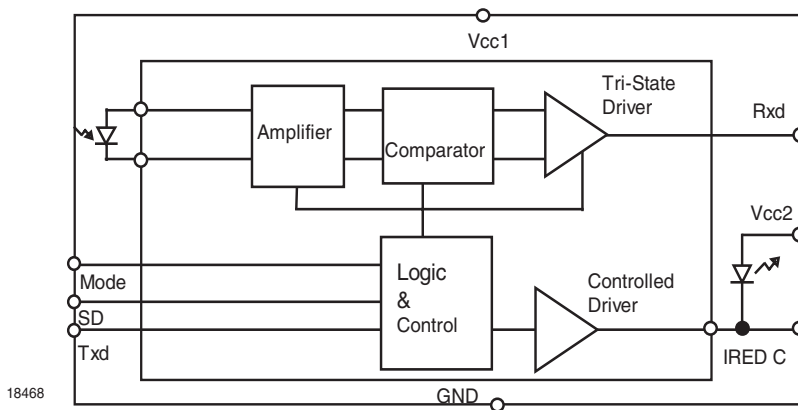 Vcc1
Tri-State
Driver
Rxd
Amplifier
Comparator
Vcc2
Mode
SD
Txd
Logic
&
Control
Controlled
Driver
IRED C
GND
18468